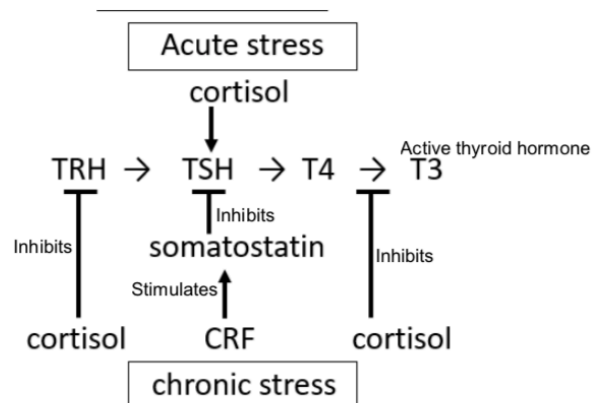 Acute stress
cortisol
Active thyroid hormone
TRH → TSH → T4 → T3
Inhibits
Inhibits
somatostatin
Inhibits
Stimulates
cortisol CRF cortisol
chronic stress